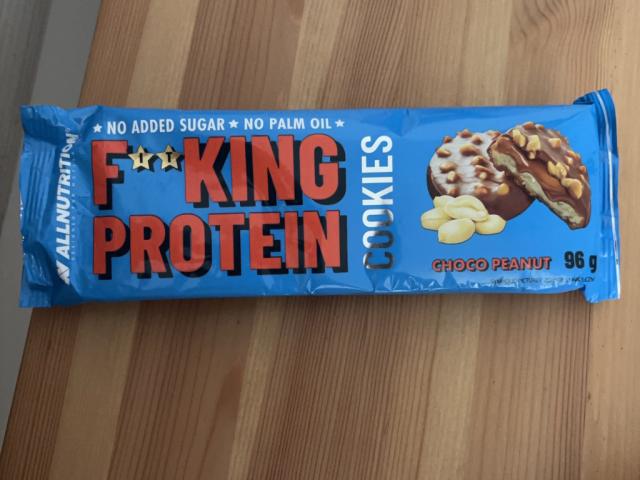 ALLNUTRITION
★ NO ADDED SUGAR ★ NO PALM OIL ★
F**KING
PROTEIN
COOKIES
CHOCO PEANUT 96 g